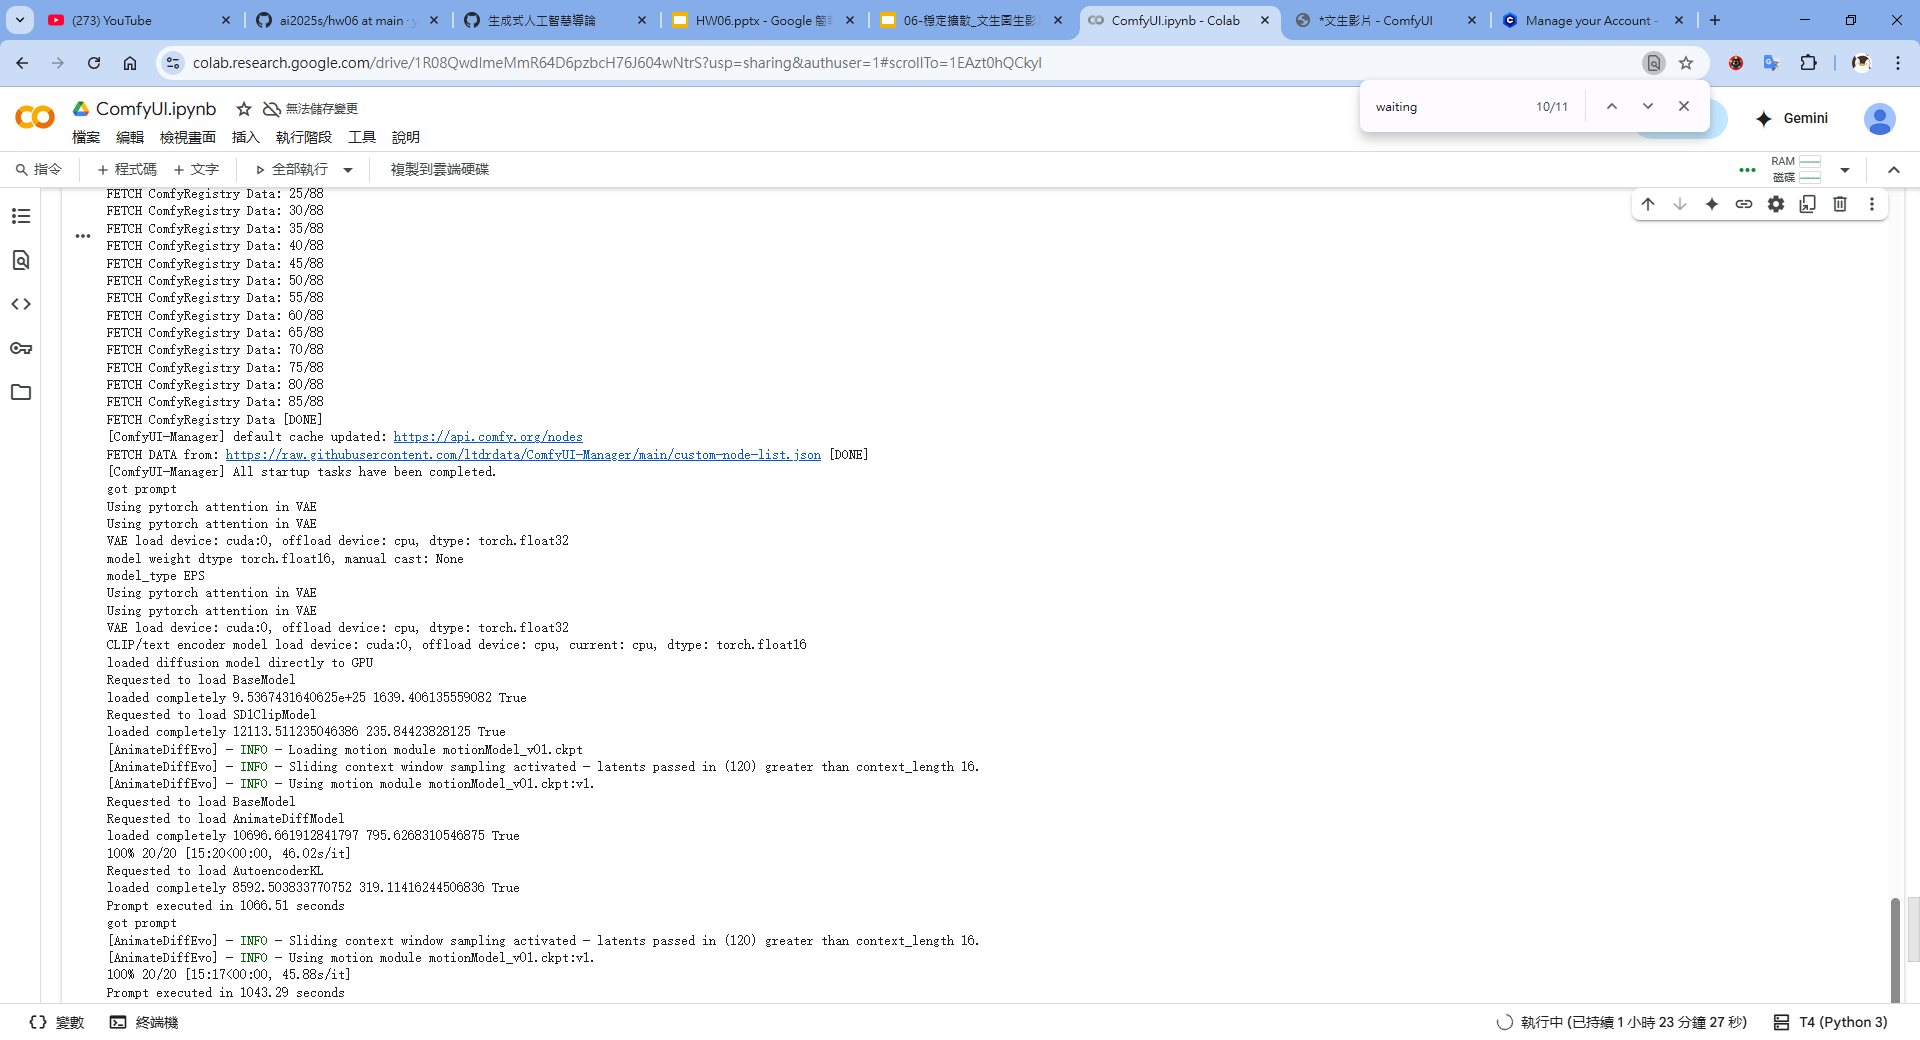 (273) YouTube
ai2025s/hw06 at main · y
生成式人工智慧導論
HW06.pptx - Google 簡
06-穩定擴散_文生圖生影
ComfyUI.ipynb - Colab
*文生影片 - ComfyUI
Manage your Account -
colab.research.google.com/drive/1R08QwdImeMmR64D6pzbcH76J604wNtrS?usp=sharing&authuser=1#scrollTo=1EAzt0hQCkyI
waiting 10/11
CO ComfyUI.ipynb 無法儲存變更
Gemini
檔案 編輯 檢視畫面 插入 執行階段 工具 說明
指令 + 程式碼 + 文字 全部執行 複製到雲端硬碟
RAM
磁碟
FETCH ComfyRegistry Data: 25/88
FETCH ComfyRegistry Data: 30/88
FETCH ComfyRegistry Data: 35/88
FETCH ComfyRegistry Data: 40/88
FETCH ComfyRegistry Data: 45/88
FETCH ComfyRegistry Data: 50/88
FETCH ComfyRegistry Data: 55/88
FETCH ComfyRegistry Data: 60/88
FETCH ComfyRegistry Data: 65/88
FETCH ComfyRegistry Data: 70/88
FETCH ComfyRegistry Data: 75/88
FETCH ComfyRegistry Data: 80/88
FETCH ComfyRegistry Data: 85/88
FETCH ComfyRegistry Data [DONE]
[ComfyUI-Manager] default cache updated: https://api.comfy.org/nodes
FETCH DATA from: https://raw.githubusercontent.com/ltdrdata/ComfyUI-Manager/main/custom-node-list.json [DONE]
[ComfyUI-Manager] All startup tasks have been completed.
got prompt
Using pytorch attention in VAE
Using pytorch attention in VAE
VAE load device: cuda:0, offload device: cpu, dtype: torch.float32
model weight dtype torch.float16, manual cast: None
model_type EPS
Using pytorch attention in VAE
Using pytorch attention in VAE
VAE load device: cuda:0, offload device: cpu, dtype: torch.float32
CLIP/text encoder model load device: cuda:0, offload device: cpu, current: cpu, dtype: torch.float16
loaded diffusion model directly to GPU
Requested to load BaseModel
loaded completely 9.5367431640625e+25 1639.406135559082 True
Requested to load SD1ClipModel
loaded completely 12113.511235046386 235.84423828125 True
[AnimateDiffEvo] - INFO - Loading motion module motionModel_v01.ckpt
[AnimateDiffEvo] - INFO - Sliding context window sampling activated - latents passed in (120) greater than context_length 16.
[AnimateDiffEvo] - INFO - Using motion module motionModel_v01.ckpt:v1.
Requested to load BaseModel
Requested to load AnimateDiffModel
loaded completely 10696.661912841797 795.6268310546875 True
100% 20/20 [15:20<00:00, 46.02s/it]
Requested to load AutoencoderKL
loaded completely 8592.503833770752 319.11416244506836 True
Prompt executed in 1066.51 seconds
got prompt
[AnimateDiffEvo] - INFO - Sliding context window sampling activated - latents passed in (120) greater than context_length 16.
[AnimateDiffEvo] - INFO - Using motion module motionModel_v01.ckpt:v1.
100% 20/20 [15:17<00:00, 45.88s/it]
Prompt executed in 1043.29 seconds
變數 終端機 執行中 (已持續 1 小時 23 分鐘 27 秒) T4 (Python 3)